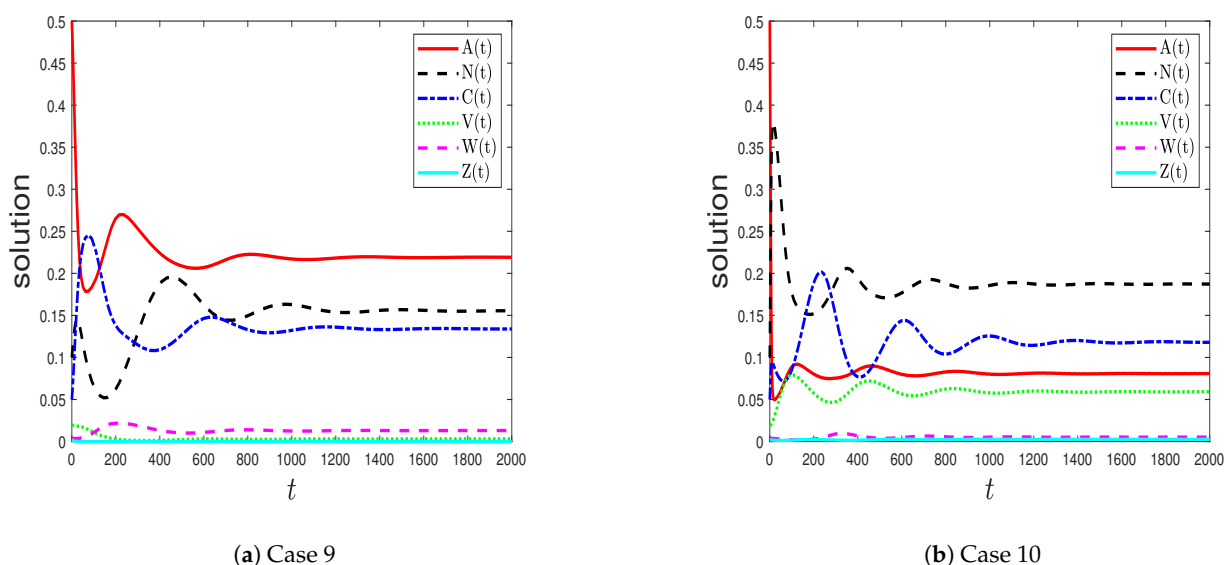 0.5
0.45
0.4
0.35
0.3
0.25
0.2
0.15
0.1
0.05
0
solution
0 200 400 600 800 1000 1200 1400 1600 1800 2000
t
A(t)
N(t)
C(t)
V(t)
W(t)
Z(t)
(a) Case 9
0.5
0.45
0.4
0.35
0.3
0.25
0.2
0.15
0.1
0.05
0
solution
0 200 400 600 800 1000 1200 1400 1600 1800 2000
t
A(t)
N(t)
C(t)
V(t)
W(t)
Z(t)
(b) Case 10